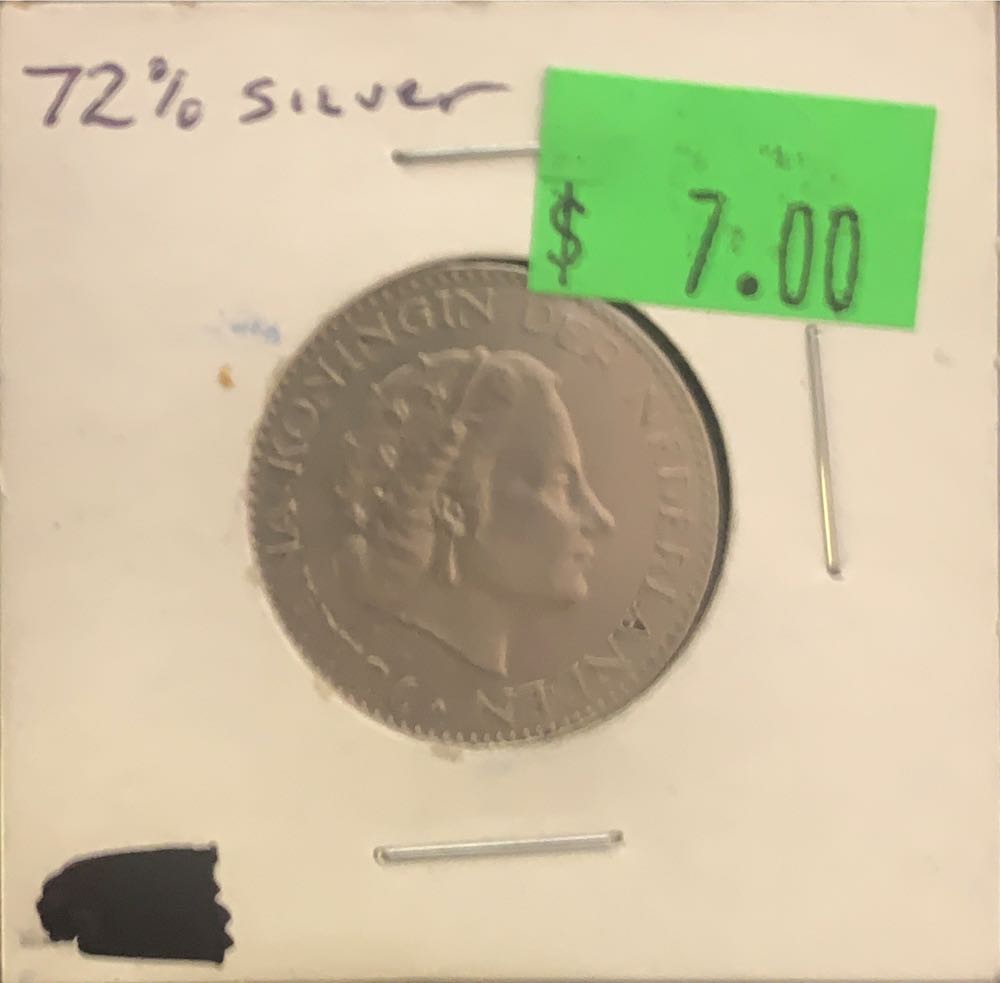 72% Silver
$ 7.00
KONINGIN DER NEDERLANDEN